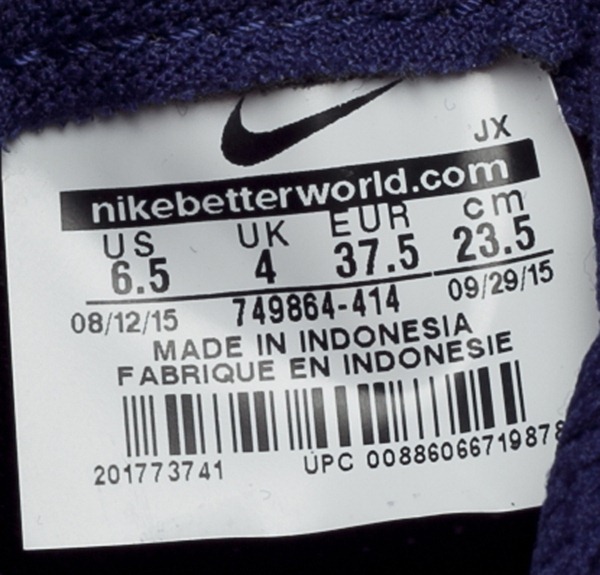 JX
nikebetterworld.com
US UK EUR cm
6.5 4 37.5 23.5
08/12/15 749864-414 09/29/15
MADE IN INDONESIA
FABRIQUE EN INDONESIE
201773741 UPC 00886066719878